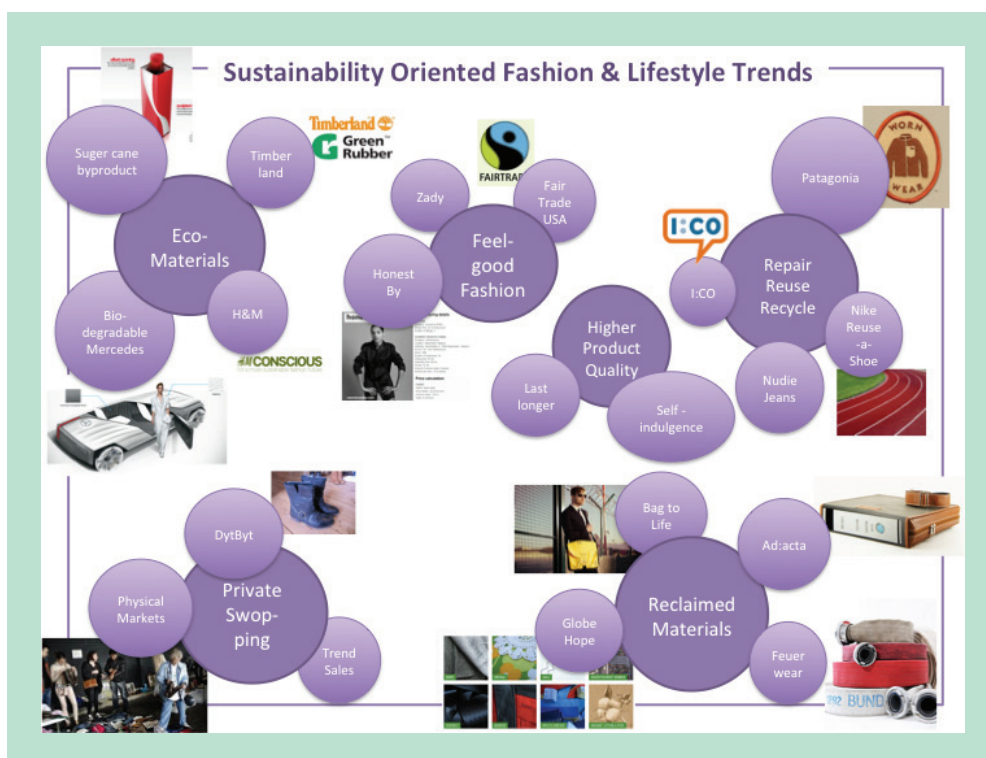 Sustainability Oriented Fashion & Lifestyle Trends
Suger cane
byproduct
Timber
land
Eco-
Materials
Bio-
degradable
Mercedes
H&M
Timberland
Green™
Rubber
CONSCIOUS
FAIRTRADE
Zady
Fair
Trade
USA
Feel-
good
Fashion
Honest
By
Higher
Product
Quality
Last
longer
Self -
indulgence
WORN
WEAR
Patagonia
I:CO
I:CO
Repair
Reuse
Recycle
Nike
Reuse
-a-
Shoe
Nudie
Jeans
DytByt
Physical
Markets
Private
Swop-
ping
Trend
Sales
Bag to
Life
Ad:acta
Reclaimed
Materials
Globe
Hope
Feuer
wear
BUND